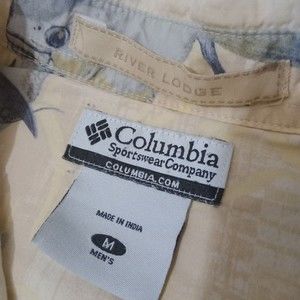 RIVER LODGE
Columbia
Sportswear Company
COLUMBIA.COM
MADE IN INDIA
M
MEN'S